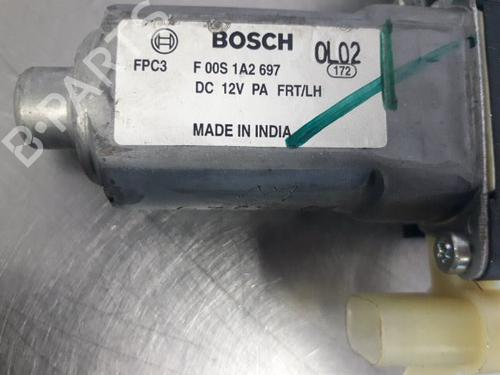 BOSCH 0L02
FPC3 F 00S 1A2 697 172
DC 12V PA FRT/LH
MADE IN INDIA
B-PARTS